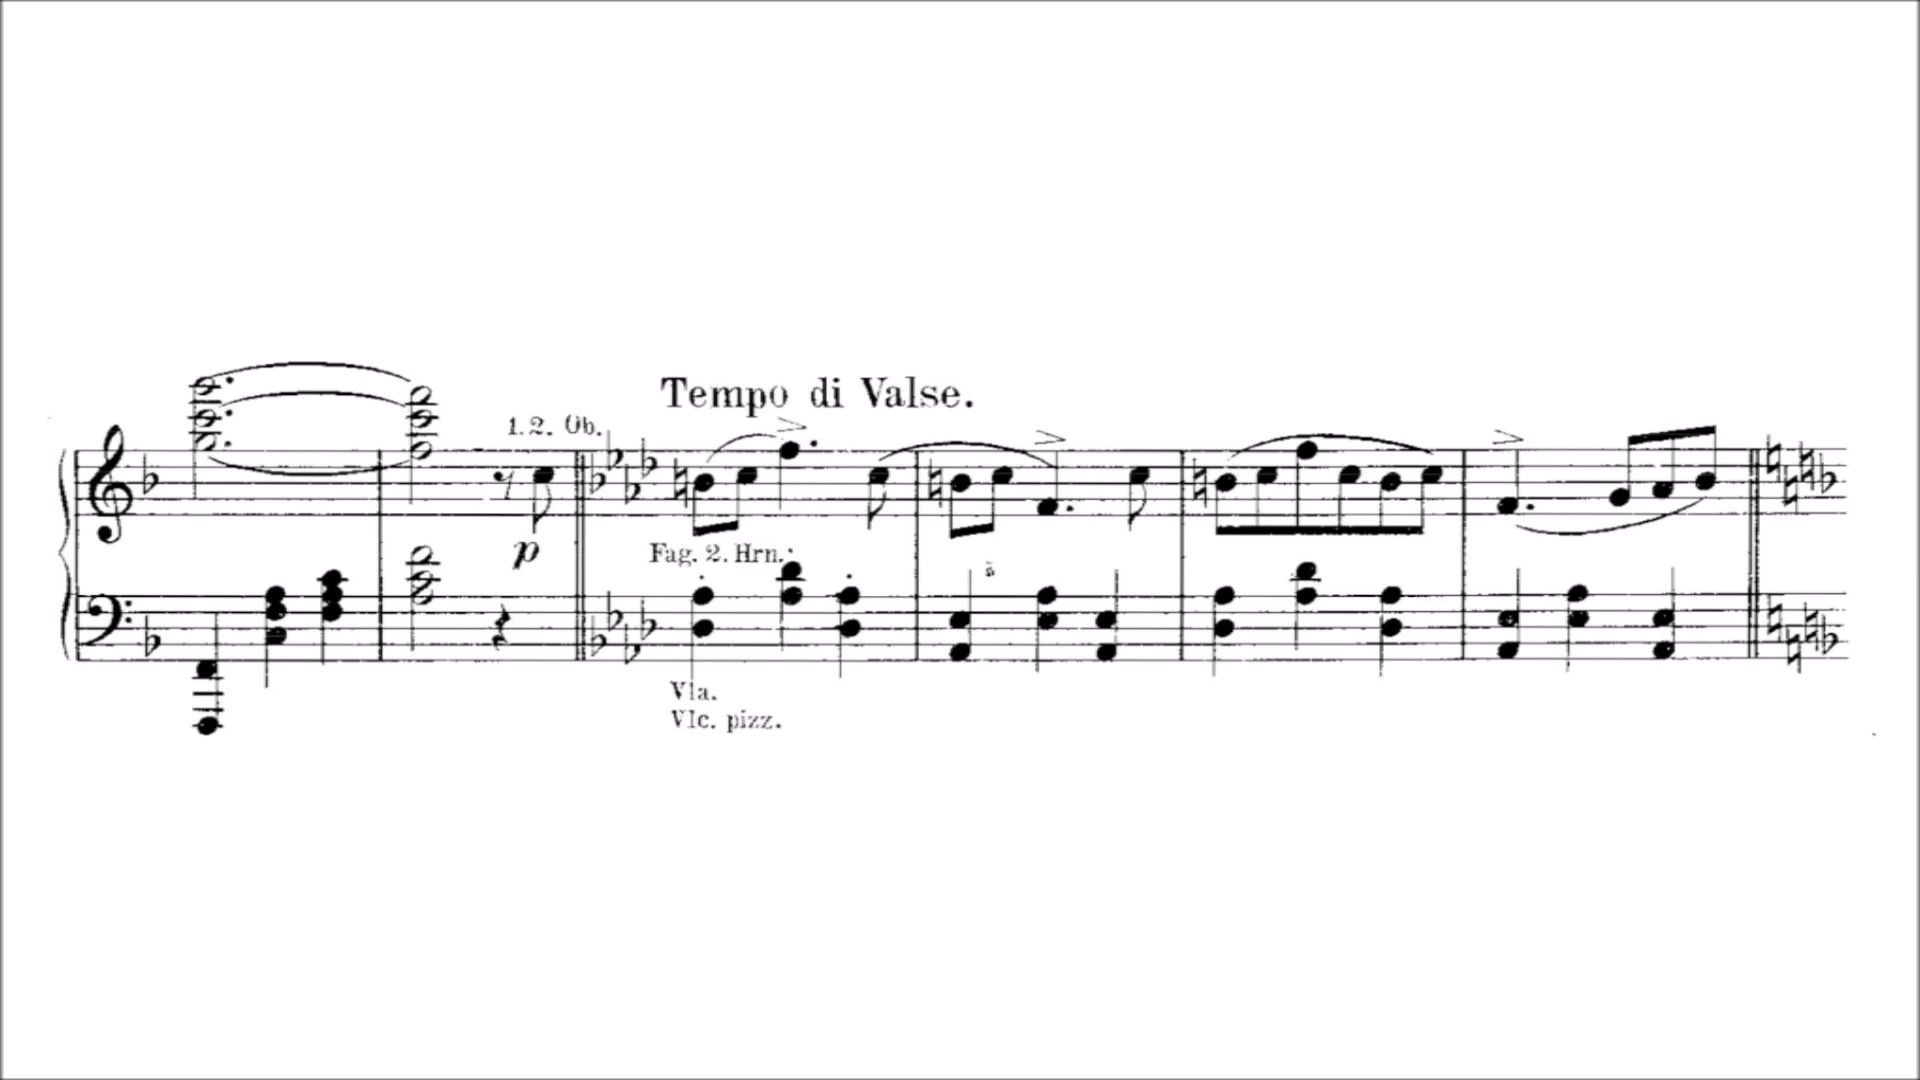 Tempo di Valse.
1. 2. Ob.
p
Fag. 2. Hrn.
Vla.
Vlc. pizz.